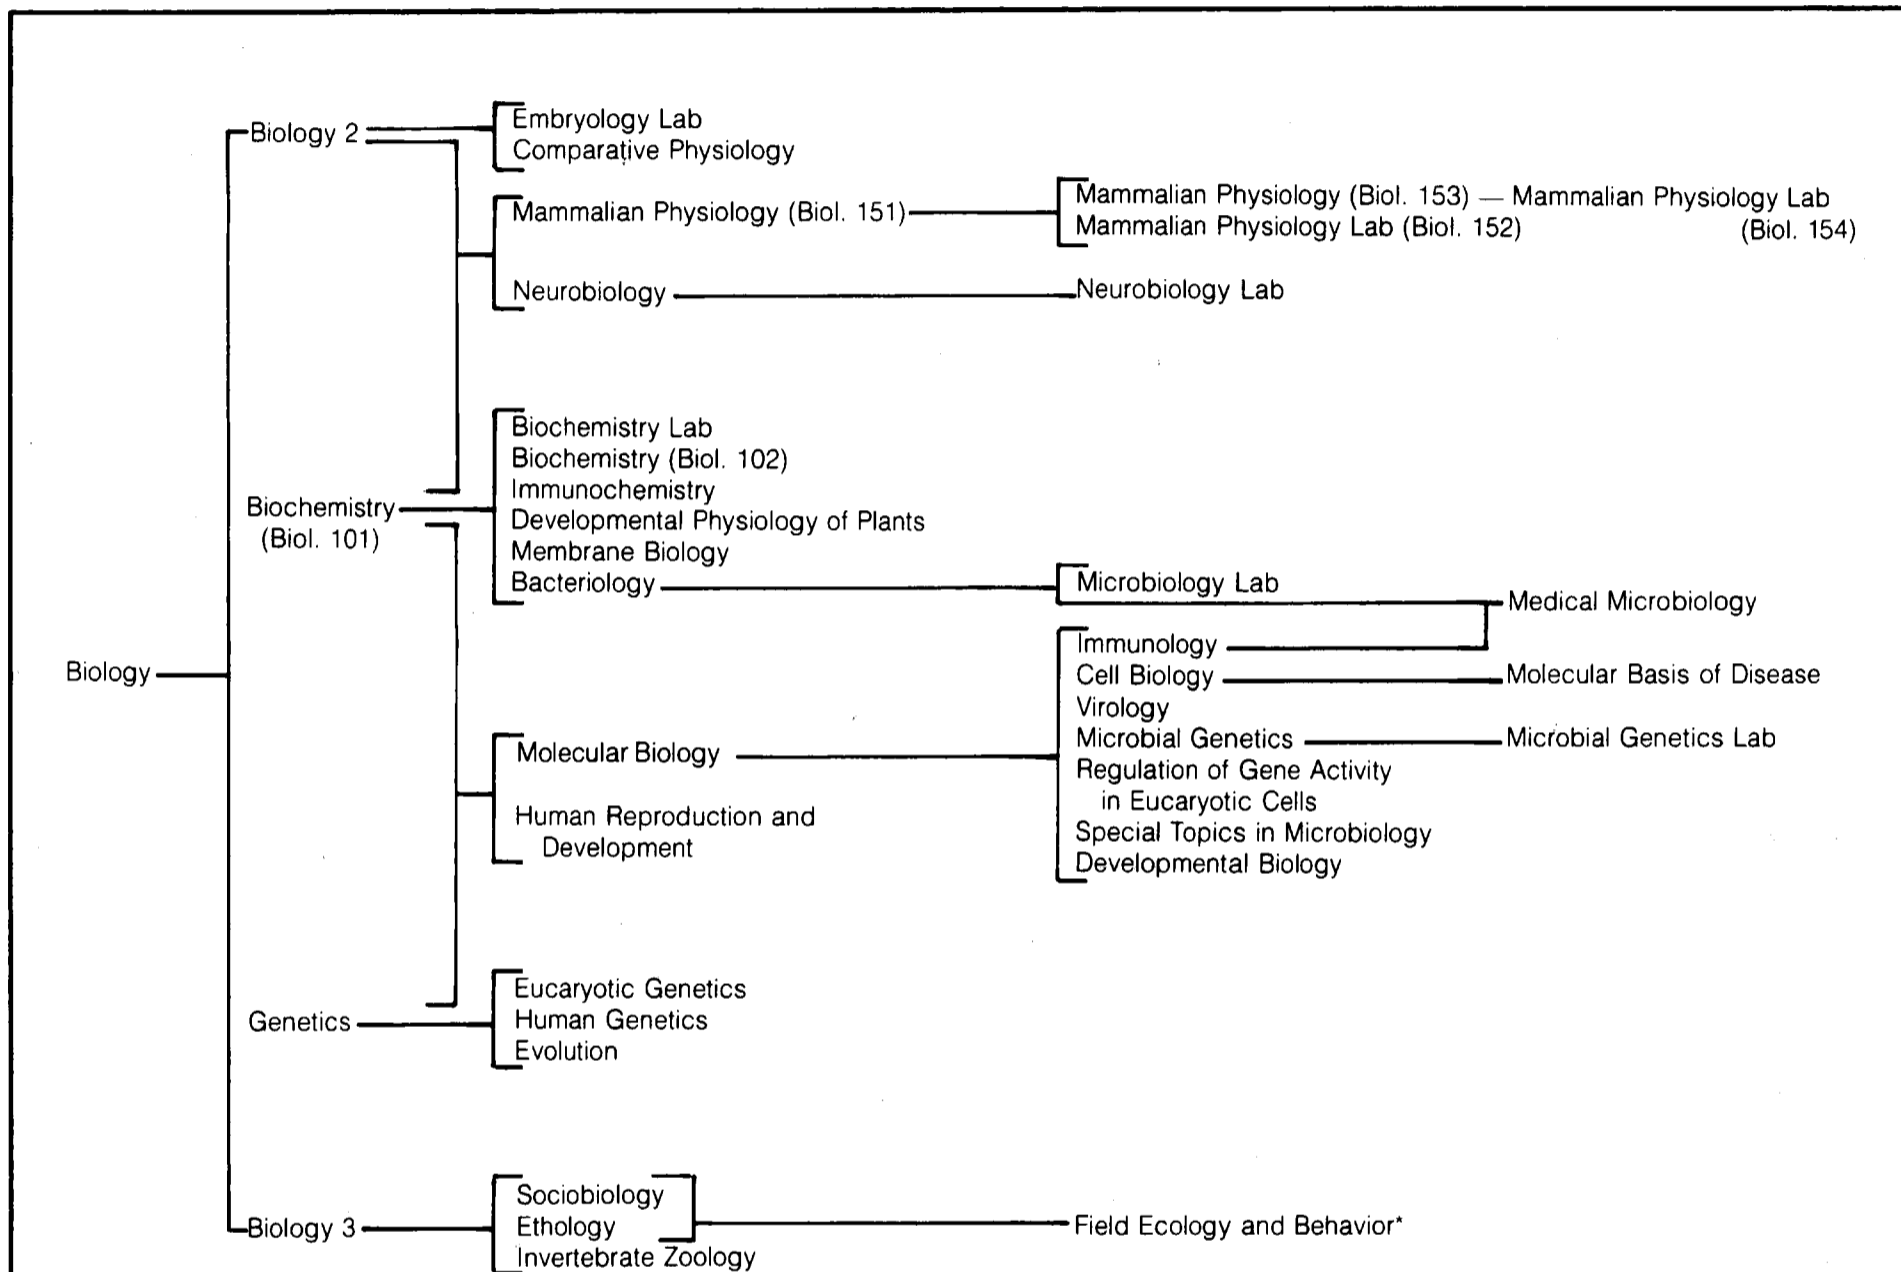 Biology 2
Embryology Lab
Comparative Physiology
Mammalian Physiology (Biol. 151)
Mammalian Physiology (Biol. 153) — Mammalian Physiology Lab
Mammalian Physiology Lab (Biol. 152)
(Biol. 154)
Neurobiology
Neurobiology Lab
Biochemistry
(Biol. 101)
Biochemistry Lab
Biochemistry (Biol. 102)
Immunochemistry
Developmental Physiology of Plants
Membrane Biology
Bacteriology
Microbiology Lab
Medical Microbiology
Biology
Immunology
Cell Biology
Molecular Basis of Disease
Virology
Microbial Genetics
Microbial Genetics Lab
Regulation of Gene Activity
in Eucaryotic Cells
Special Topics in Microbiology
Developmental Biology
Molecular Biology
Human Reproduction and
Development
Genetics
Eucaryotic Genetics
Human Genetics
Evolution
Biology 3
Sociobiology
Ethology
Invertebrate Zoology
Field Ecology and Behavior*